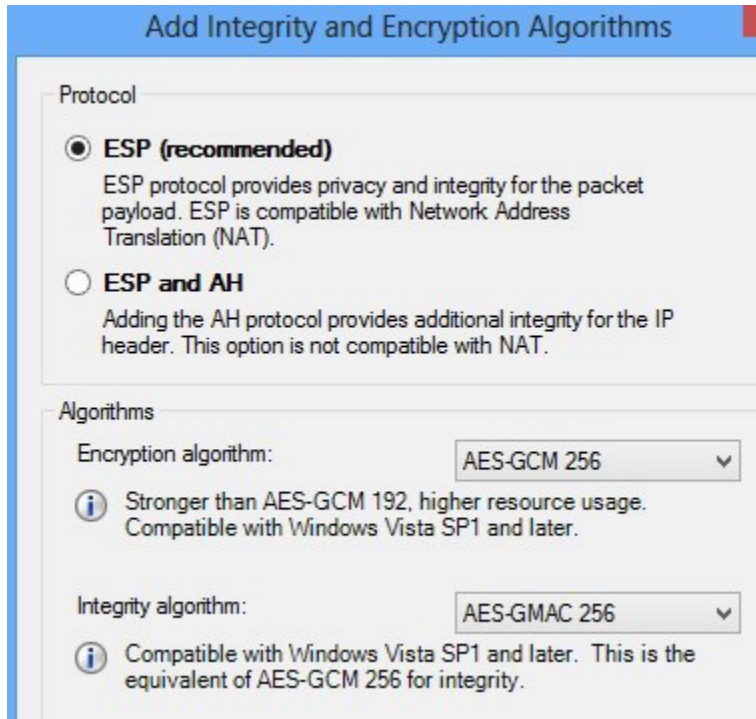 Add Integrity and Encryption Algorithms
Protocol
ESP (recommended)
ESP protocol provides privacy and integrity for the packet
payload. ESP is compatible with Network Address
Translation (NAT).
ESP and AH
Adding the AH protocol provides additional integrity for the IP
header. This option is not compatible with NAT.
Algorithms
Encryption algorithm:
AES-GCM 256
Stronger than AES-GCM 192, higher resource usage.
Compatible with Windows Vista SP1 and later.
Integrity algorithm:
AES-GMAC 256
Compatible with Windows Vista SP1 and later. This is the
equivalent of AES-GCM 256 for integrity.